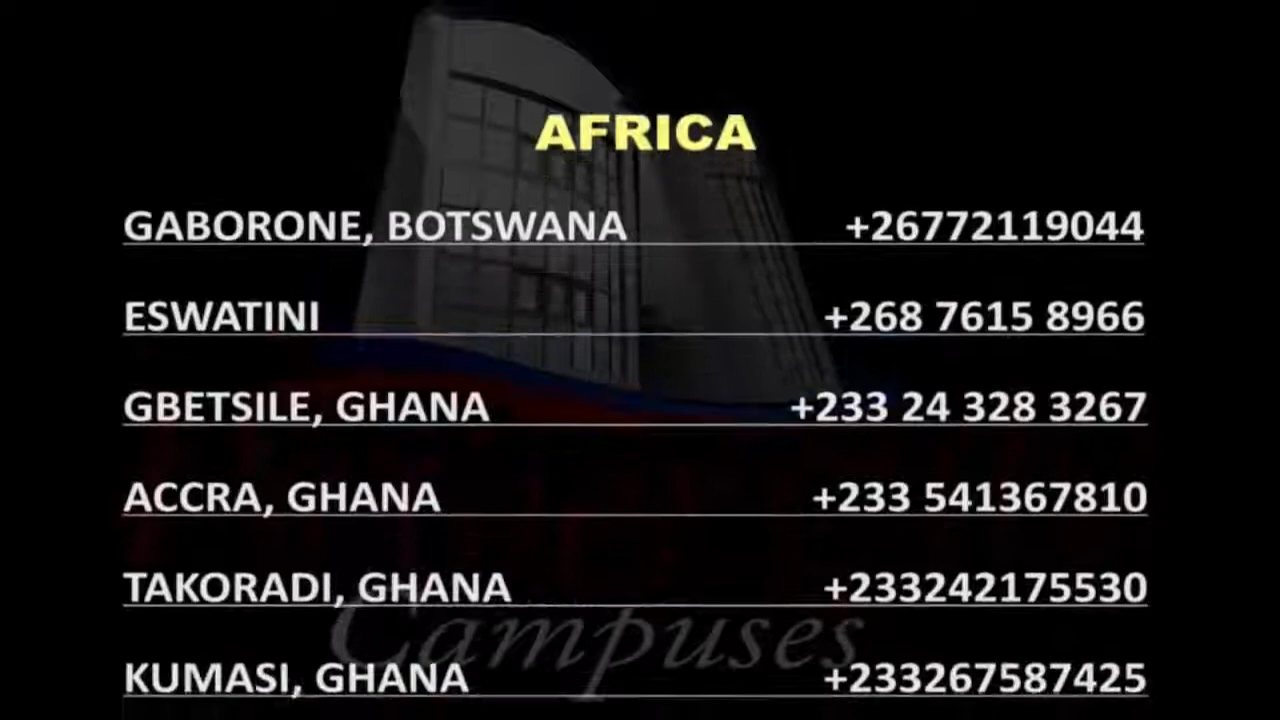 AFRICA
GABORONE, BOTSWANA +26772119044
ESWATINI +268 7615 8966
GBETSILE, GHANA +233 24 328 3267
ACCRA, GHANA +233 541367810
TAKORADI, GHANA +233242175530
Campuses
KUMASI, GHANA +233267587425